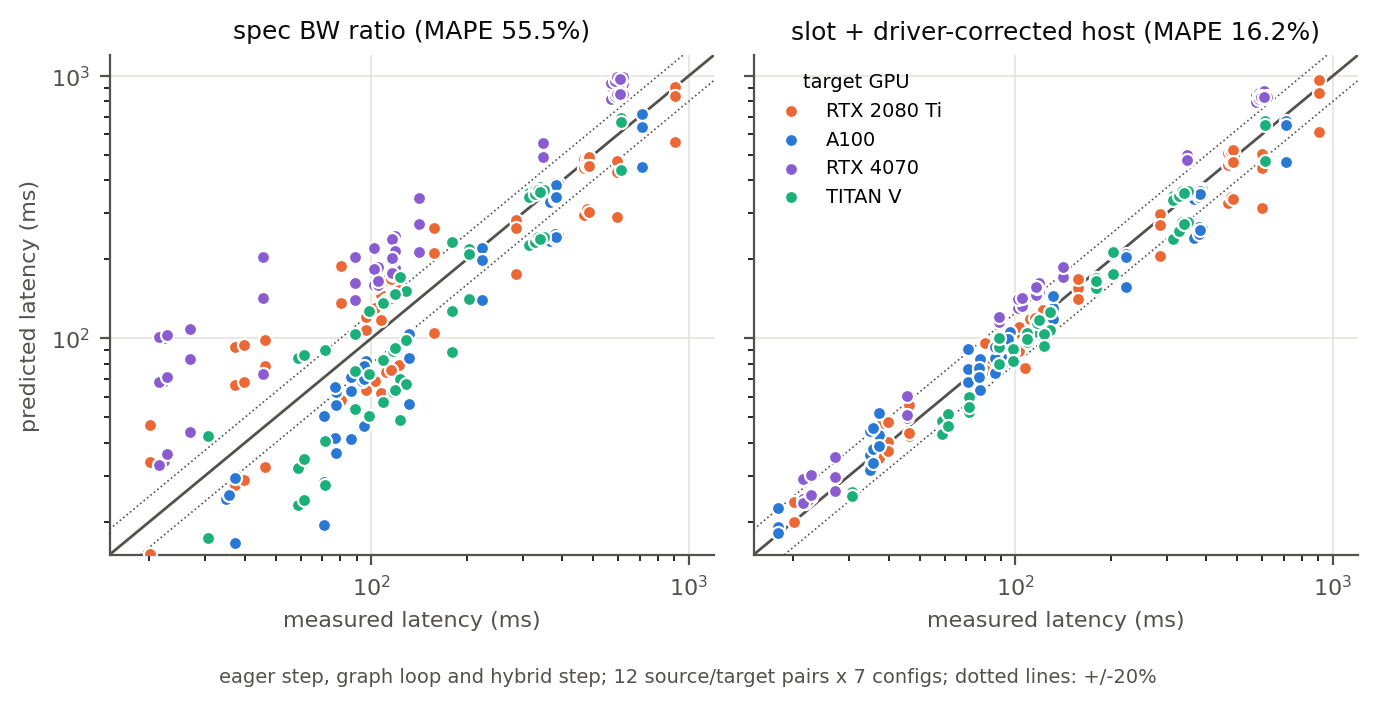 spec BW ratio (MAPE 55.5%)
slot + driver-corrected host (MAPE 16.2%)
predicted latency (ms)
10³
10²
target GPU
RTX 2080 Ti
A100
RTX 4070
TITAN V
10² 10³
10² 10³
measured latency (ms)
measured latency (ms)
eager step, graph loop and hybrid step; 12 source/target pairs x 7 configs; dotted lines: +/-20%